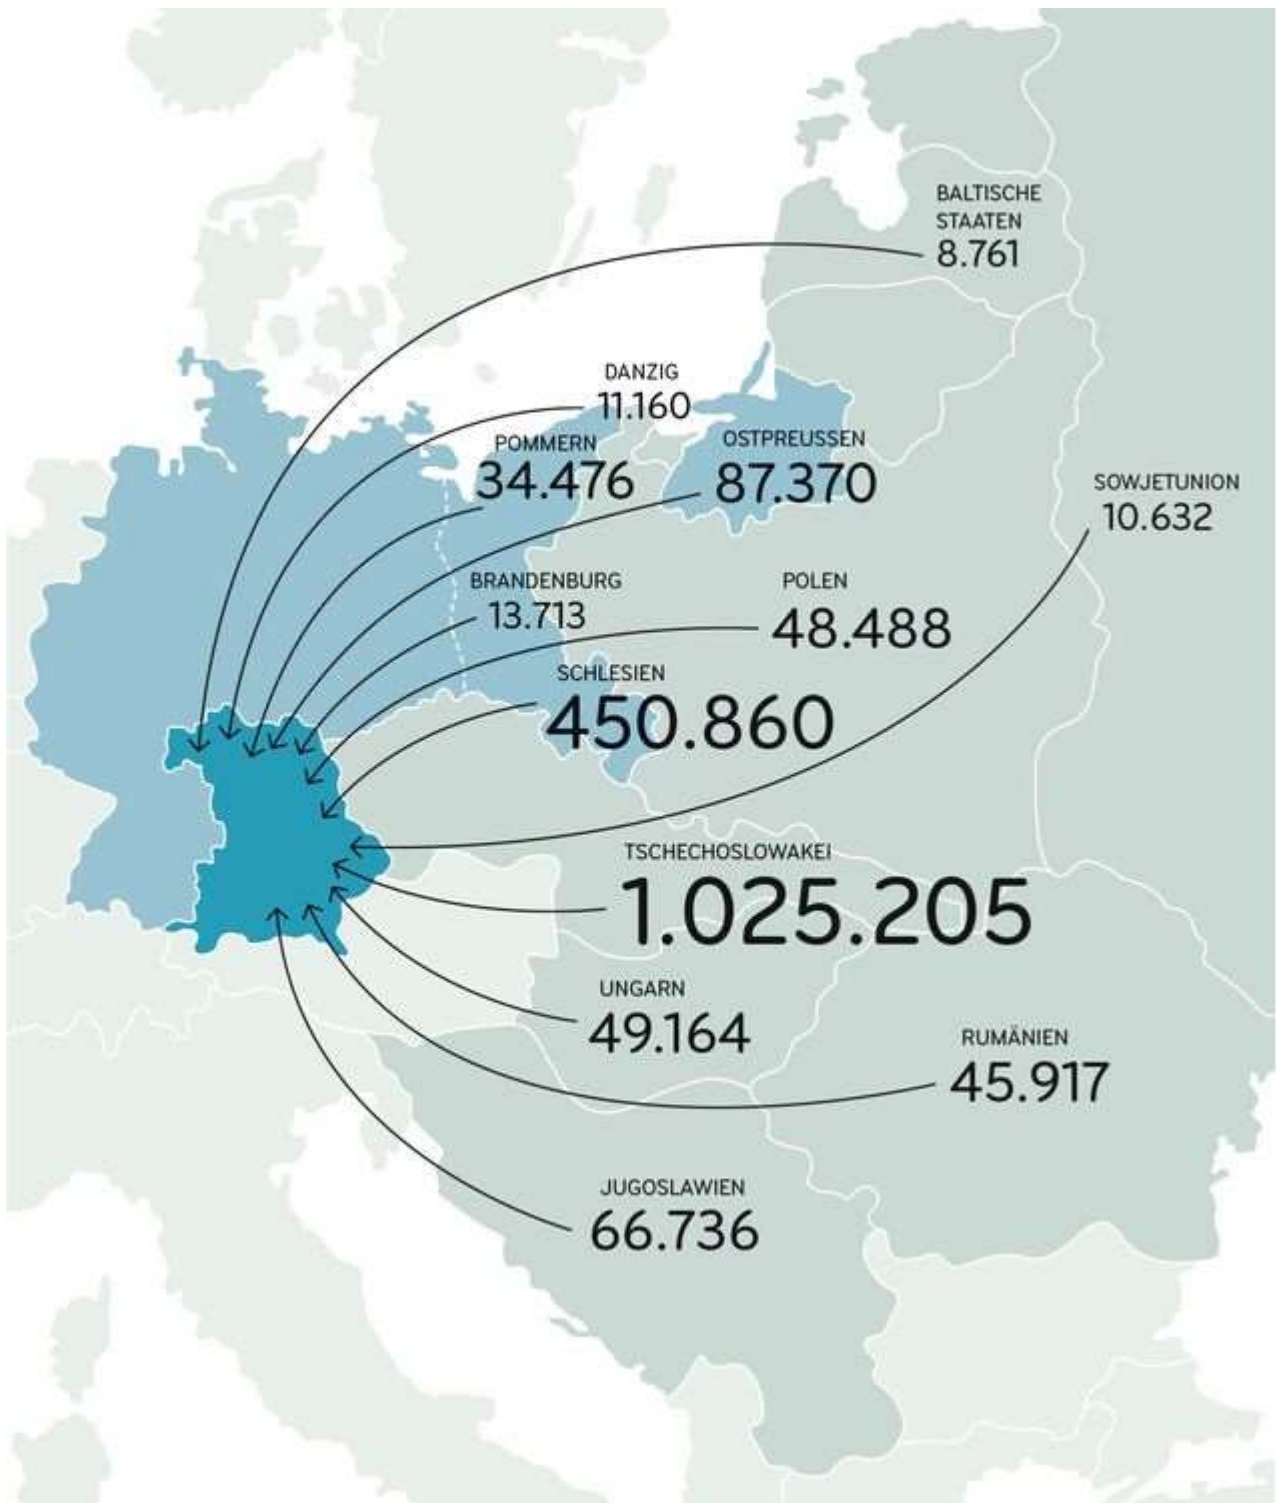 BALTISCHE
STAATEN
8.761
DANZIG
11.160
POMMERN
34.476
OSTPREUSSEN
87.370
SOWJETUNION
10.632
BRANDENBURG
13.713
POLEN
48.488
SCHLESIEN
450.860
TSCHECHOSLOWAKEI
1.025.205
UNGARN
49.164
RUMÄNIEN
45.917
JUGOSLAWIEN
66.736